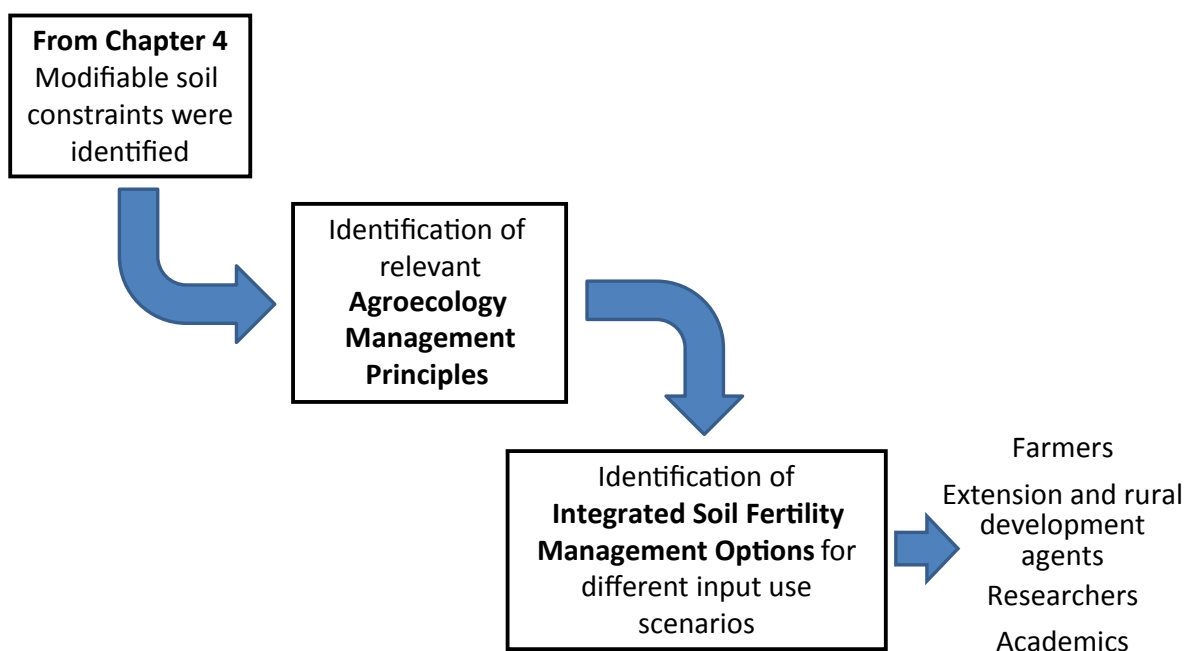 From Chapter 4
Modifiable soil
constraints were
identified
Identification of
relevant
Agroecology
Management
Principles
Identification of
Integrated Soil Fertility
Management Options for
different input use
scenarios
Farmers
Extension and rural
development
agents
Researchers
Academics